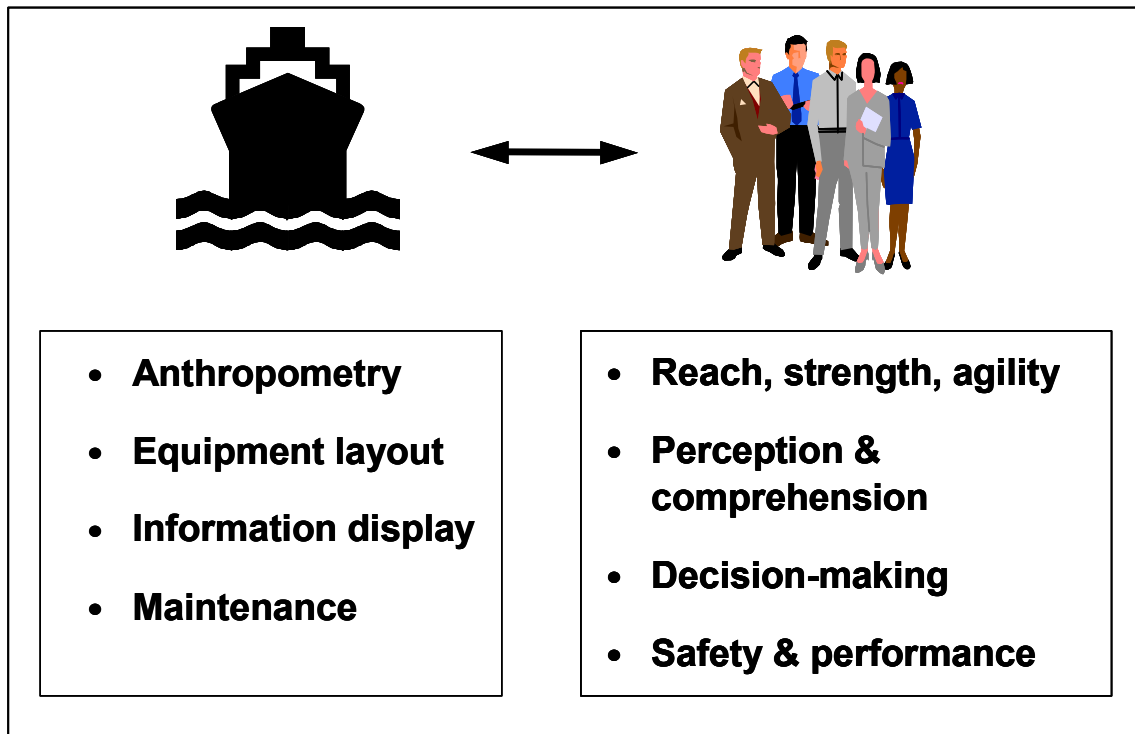 • Anthropometry
• Equipment layout
• Information display
• Maintenance
• Reach, strength, agility
• Perception &
comprehension
• Decision-making
• Safety & performance